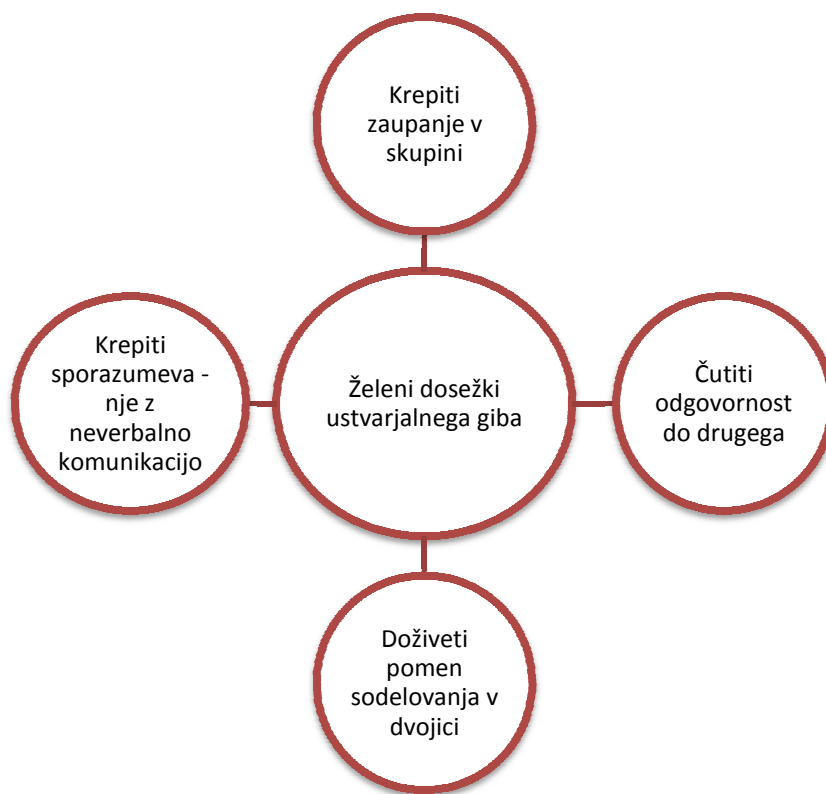 Krepiti
zaupanje v
skupini
Krepiti
sporazumeva -
nje z
neverbalno
komunikacijo
Želeni dosežki
ustvarjalnega giba
Čutiti
odgovornost
do drugega
Doživeti
pomen
sodelovanja v
dvojici